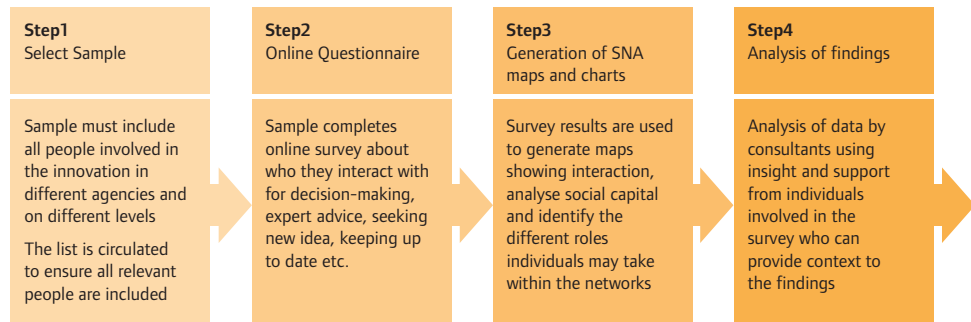 Step1
Select Sample
Sample must include
all people involved in
the innovation in
different agencies and
on different levels
The list is circulated
to ensure all relevant
people are included
Step2
Online Questionnaire
Sample completes
online survey about
who they interact with
for decision-making,
expert advice, seeking
new idea, keeping up
to date etc.
Step3
Generation of SNA
maps and charts
Survey results are used
to generate maps
showing interaction,
analyse social capital
and identify the
different roles
individuals may take
within the networks
Step4
Analysis of findings
Analysis of data by
consultants using
insight and support
from individuals
involved in the
survey who can
provide context to
the findings